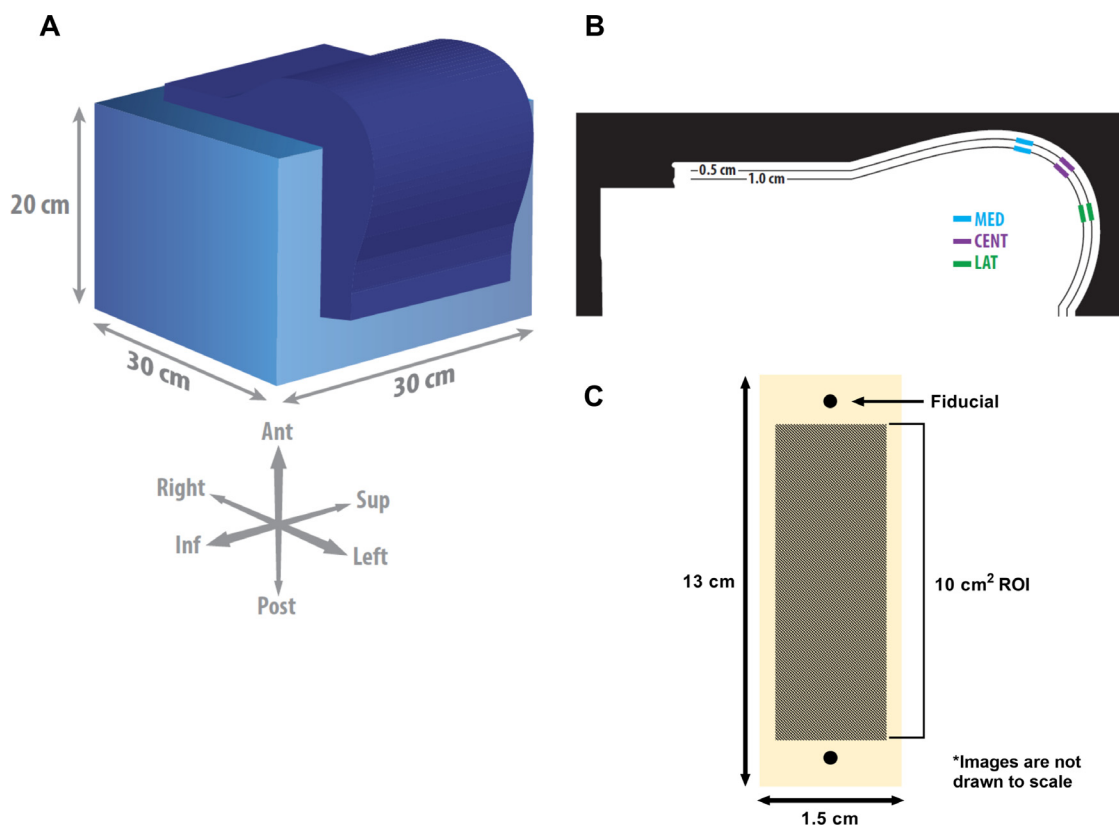 A
20 cm
30 cm
30 cm
Ant
Right
Sup
Inf
Left
Post
B
0.5 cm
1.0 cm
MED
CENT
LAT
C
Fiducial
13 cm
10 cm² ROI
*Images are not
drawn to scale
1.5 cm